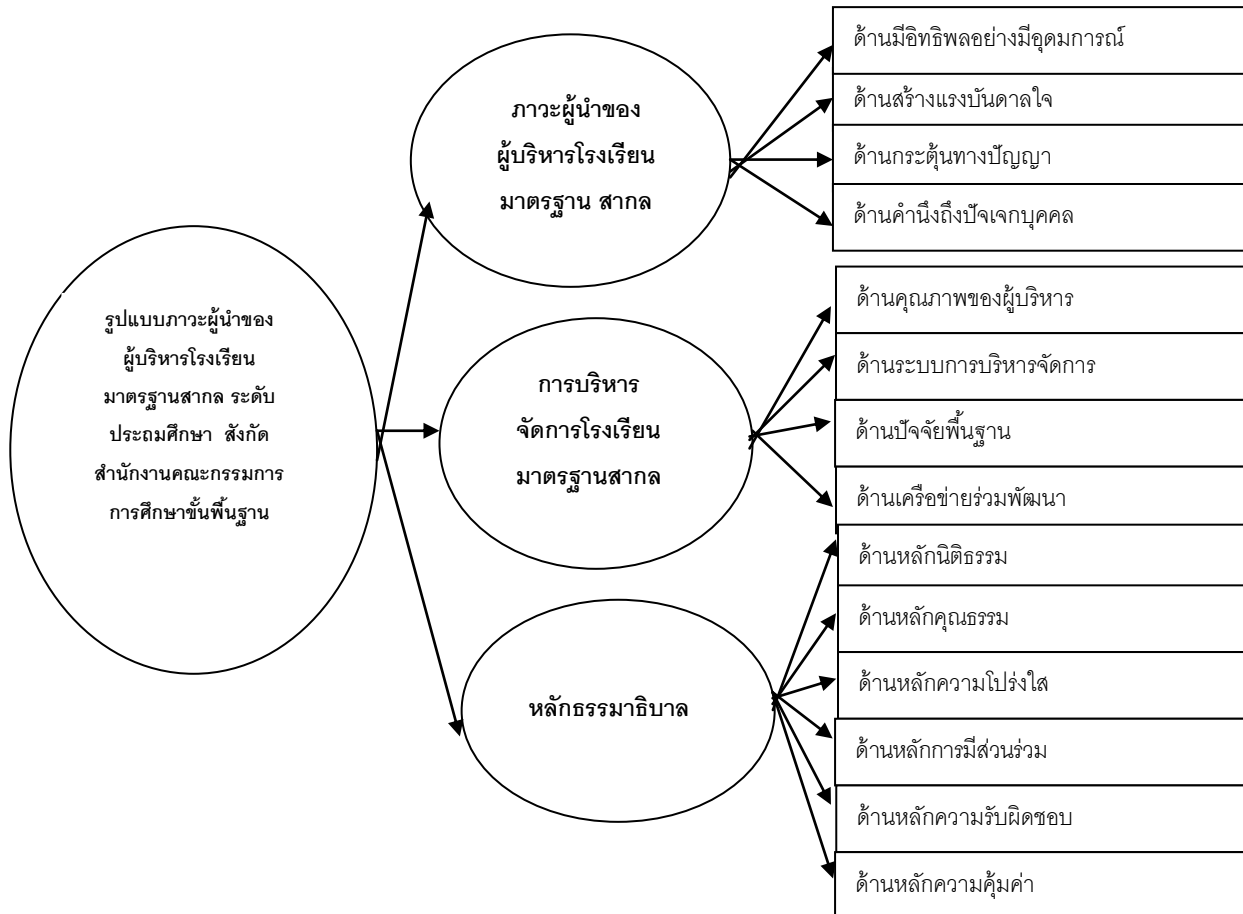 รูปแบบภาวะผู้นำของ
ผู้บริหารโรงเรียน
มาตรฐานสากล ระดับ
ประถมศึกษา  สังกัด
สำนักงานคณะกรรมการ
การศึกษาขั้นพื้นฐาน
ภาวะผู้นำของ
ผู้บริหารโรงเรียน
มาตรฐาน สากล
ด้านมีอิทธิพลอย่างมีอุดมการณ์
ด้านสร้างแรงบันดาลใจ
ด้านกระตุ้นทางปัญญา
ด้านคำนึงถึงปัจเจกบุคคล
การบริหาร
จัดการโรงเรียน
มาตรฐานสากล
ด้านคุณภาพของผู้บริหาร
ด้านระบบการบริหารจัดการ
ด้านปัจจัยพื้นฐาน
ด้านเครือข่ายร่วมพัฒนา
หลักธรรมาธิบาล
ด้านหลักนิติธรรม
ด้านหลักคุณธรรม
ด้านหลักความโปร่งใส
ด้านหลักการมีส่วนร่วม
ด้านหลักความรับผิดชอบ
ด้านหลักความคุ้มค่า